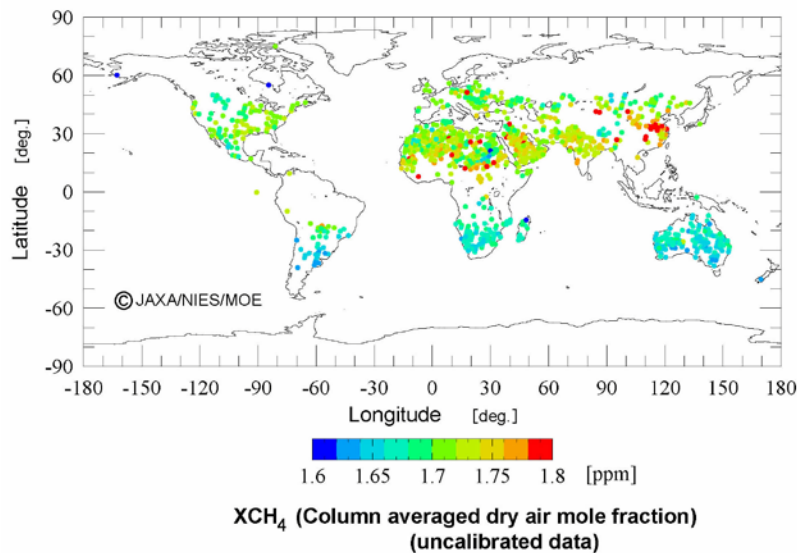 90
60
30
0
-30
-60
-90
Latitude [deg.]
© JAXA/NIES/MOE
-180 -150 -120 -90 -60 -30 0 30 60 90 120 150 180
Longitude [deg.]
1.6 1.65 1.7 1.75 1.8 [ppm]
XCH₄ (Column averaged dry air mole fraction)
(uncalibrated data)